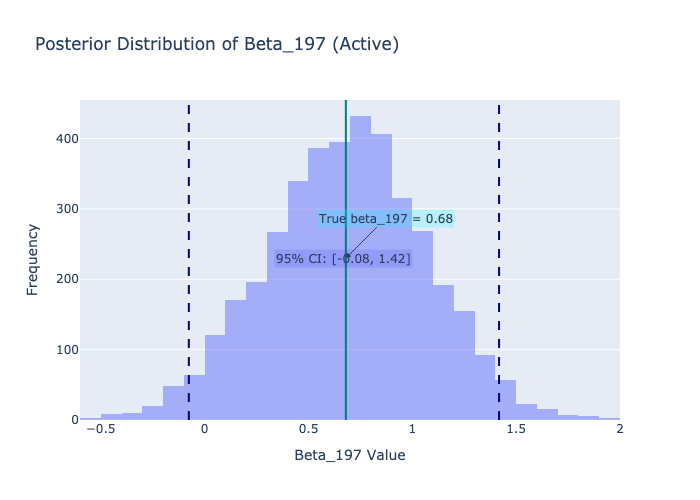 Posterior Distribution of Beta_197 (Active)
400
300
200
100
0
Frequency
True beta_197 = 0.68
95% CI: [-0.08, 1.42]
−0.5
0
0.5
1
1.5
2
Beta_197 Value